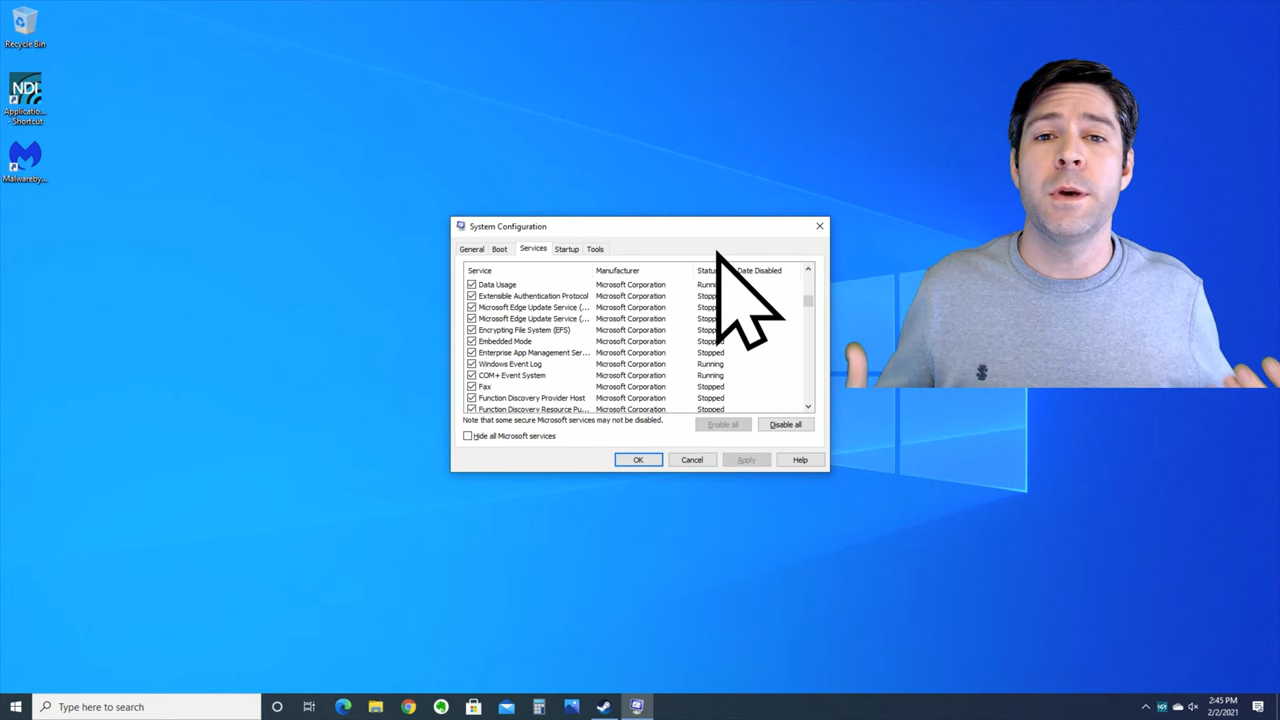 Recycle Bin
NDI
Applicatio...
- Shortcut
Malwareby...
System Configuration
General Boot Services Startup Tools
Service Manufacturer Status Date Disabled
Data Usage Microsoft Corporation
Extensible Authentication Protocol Microsoft Corporation
Microsoft Edge Update Service (... Microsoft Corporation
Microsoft Edge Update Service (... Microsoft Corporation
Encrypting File System (EFS) Microsoft Corporation
Embedded Mode Microsoft Corporation
Enterprise App Management Ser... Microsoft Corporation Stopped
Windows Event Log Microsoft Corporation Running
COM+ Event System Microsoft Corporation Running
Fax Microsoft Corporation Stopped
Function Discovery Provider Host Microsoft Corporation Stopped
Function Discovery Resource Pu... Microsoft Corporation Stopped
Note that some secure Microsoft services may not be disabled.
Enable all Disable all
Hide all Microsoft services
OK Cancel Apply Help
Type here to search
2:45 PM
2/2/2021